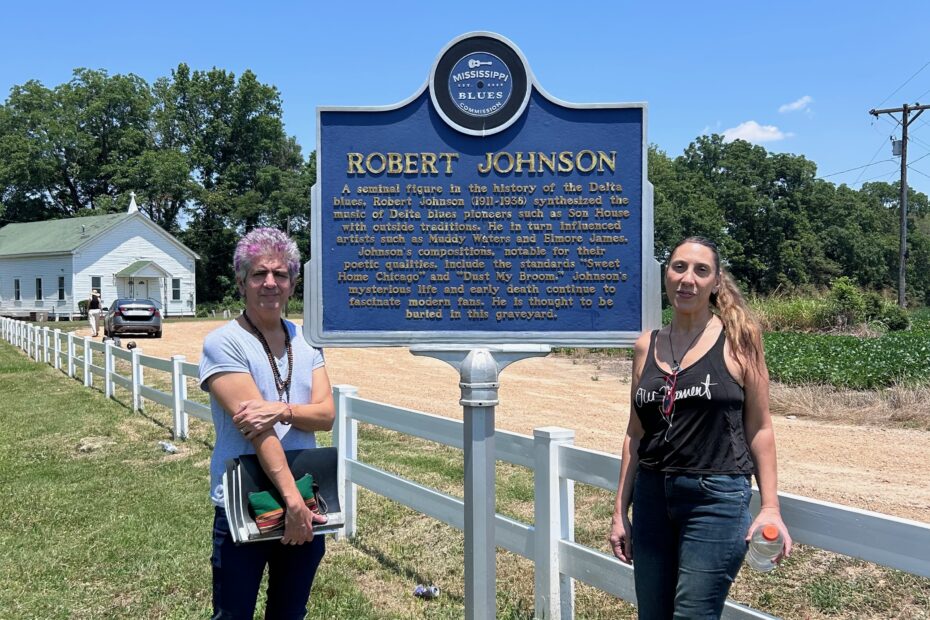 MISSISSIPPI
BLUES
COMMISSION
ROBERT JOHNSON
A seminal figure in the history of the Delta
blues, Robert Johnson (1911-1938) synthesized the
music of Delta blues pioneers such as Son House
with outside traditions. He in turn influenced
artists such as Muddy Waters and Elmore James.
Johnson's compositions, notable for their
poetic qualities, include the standards "Sweet
Home Chicago" and "Dust My Broom." Johnson's
mysterious life and early death continue to
fascinate modern fans. He is thought to be
buried in this graveyard.